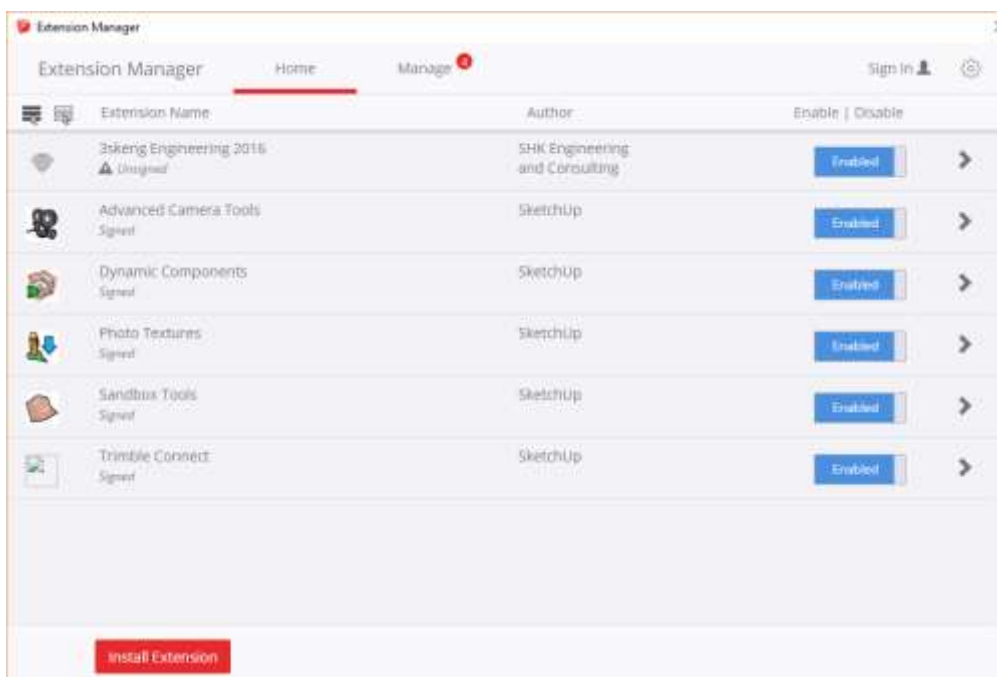 Extension Manager
Extension Manager Home Manage 4 Sign In
Extension Name Author Enable | Disable
3skeng Engineering 2016 SHK Engineering
Unsigned and Consulting Enabled
Advanced Camera Tools SketchUp
Signed Enabled
Dynamic Components SketchUp
Signed Enabled
Photo Textures SketchUp
Signed Enabled
Sandbox Tools SketchUp
Signed Enabled
Trimble Connect SketchUp
Signed Enabled
Install Extension